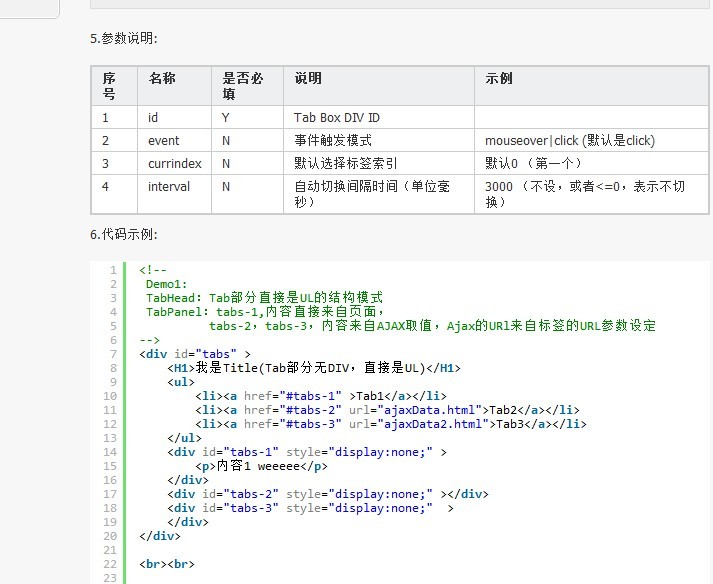 5.参数说明:
序号 名称 是否必填 说明 示例
1 id Y Tab Box DIV ID
2 event N 事件触发模式 mouseover|click (默认是click)
3 currindex N 默认选择标签索引 默认0 （第一个）
4 interval N 自动切换间隔时间（单位毫秒） 3000 （不设，或者<=0，表示不切换）
6.代码示例:
1 <!--
2 Demo1:
3 TabHead: Tab部分直接是UL的结构模式
4 TabPanel: tabs-1,内容直接来自页面，
5 tabs-2，tabs-3，内容来自AJAX取值，Ajax的URl来自标签的URL参数设定
6 -->
7 <div id="tabs" >
8 <H1>我是Title(Tab部分无DIV，直接是UL)</H1>
9 <ul>
10 <li><a href="#tabs-1" >Tab1</a></li>
11 <li><a href="#tabs-2" url="ajaxData.html">Tab2</a></li>
12 <li><a href="#tabs-3" url="ajaxData2.html">Tab3</a></li>
13 </ul>
14 <div id="tabs-1" style="display:none;" >
15 <p>内容1 weeeee</p>
16 </div>
17 <div id="tabs-2" style="display:none;" ></div>
18 <div id="tabs-3" style="display:none;" >
19 </div>
20 </div>
21
22 <br><br>
23